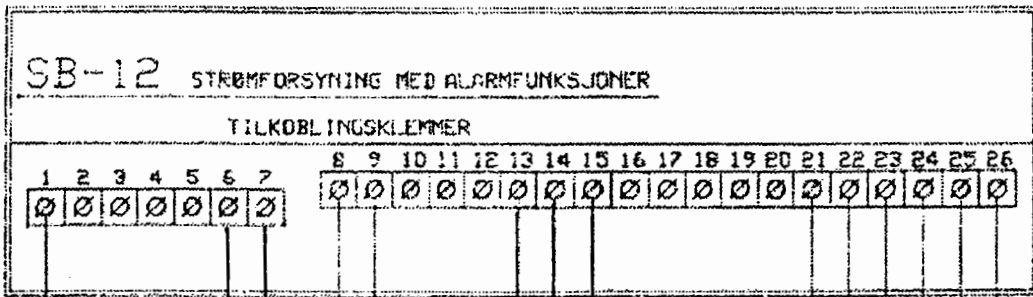 SB-12 STRØMFORSYNING MED ALARMFUNKSJONER
TILKOBLINGSKLEMMER
1 2 3 4 5 6 7 8 9 10 11 12 13 14 15 16 17 18 19 20 21 22 23 24 25 26